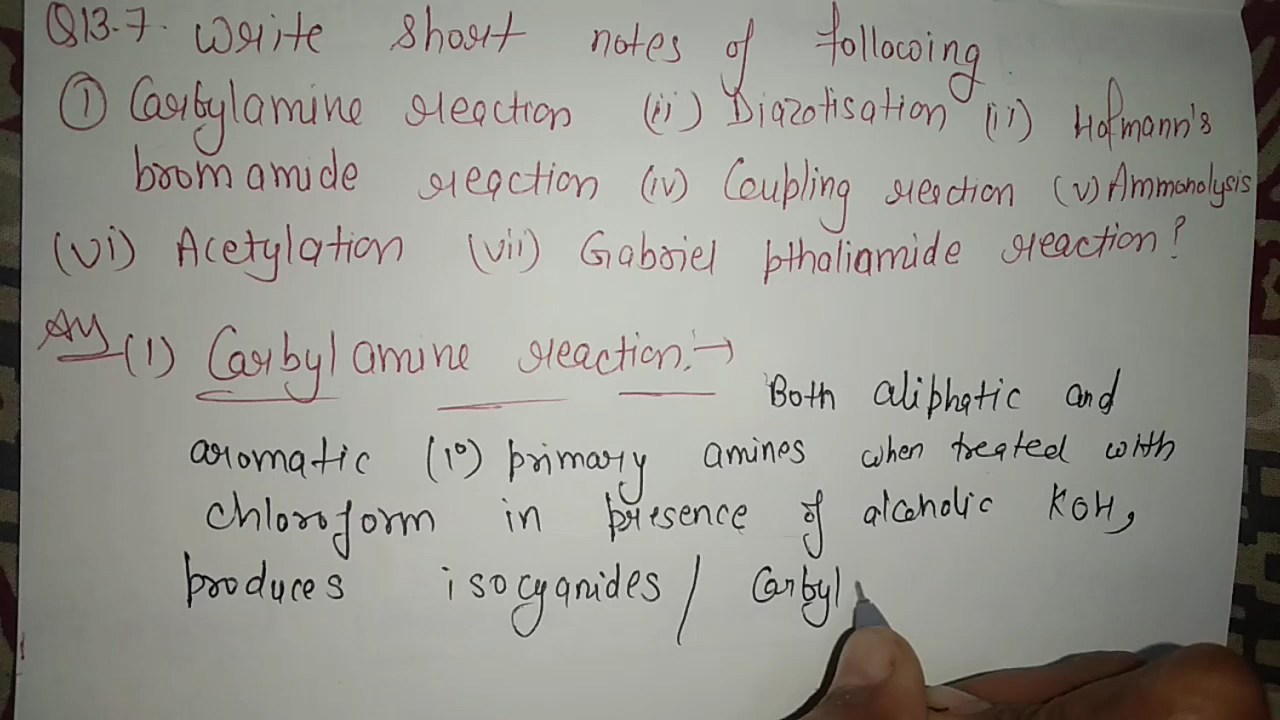 Q13.7. Write short notes of following.
① Carbylamine reaction (ii) Diazotisation (ii) Hofmann's
bromamide reaction (iv) Coupling reaction (v) Ammonolysis
(vi) Acetylation (vii) Gabriel pthaliamide reaction?
Ans (1) Carbylamine reaction:→
Both aliphatic and
aromatic (1°) primary amines when treated with
chloroform in presence of alcoholic KOH,
produces isocyanides / Carbyl